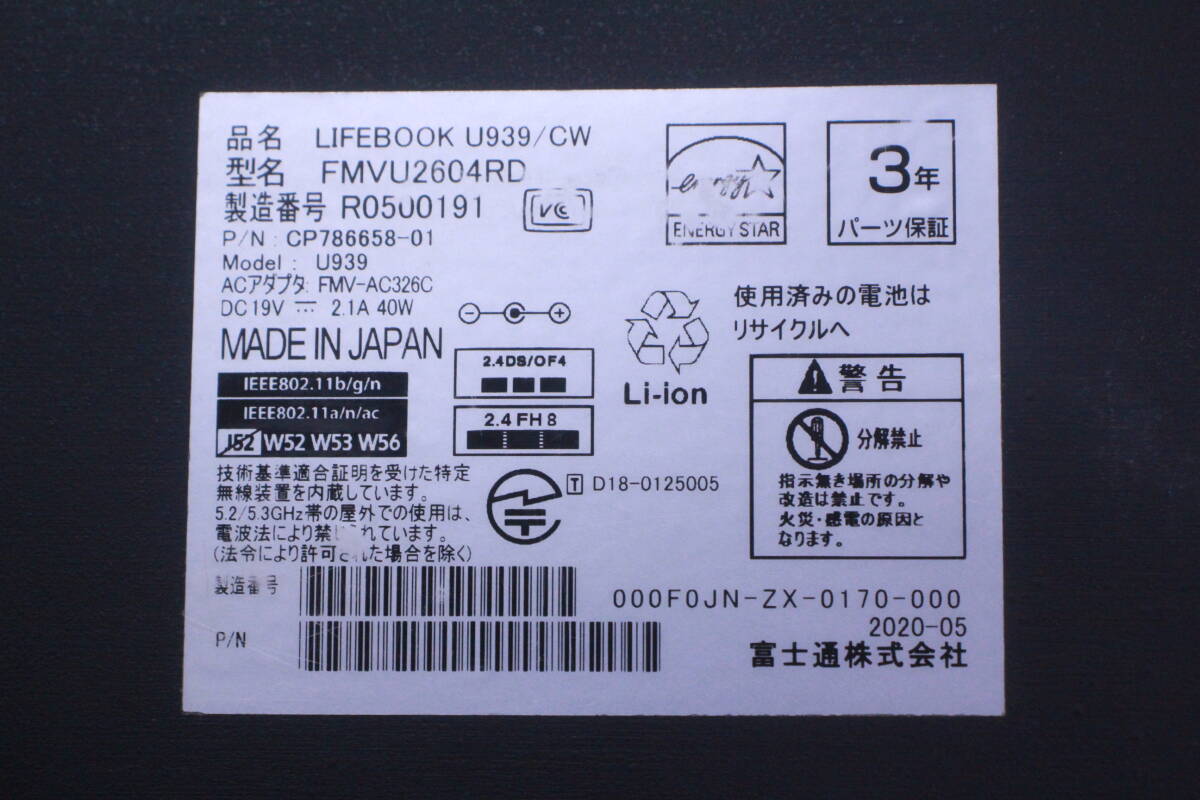 品名 LIFEBOOK U939/CW
型名 FMVU2604RD
製造番号 R0500191
P/N : CP786658-01
Model : U939
ACアダプタ: FMV-AC326C
DC19V ⎓ 2.1A 40W
MADE IN JAPAN
IEEE802.11b/g/n
IEEE802.11a/n/ac
J52 W52 W53 W56
2.4DS/OF4
2.4FH8
energy
ENERGY STAR
3年
パーツ保証
使用済みの電池は
リサイクルへ
Li-ion
警告
分解禁止
指示無き場所の分解や
改造は禁止です。
火災・感電の原因と
なります。
技術基準適合証明を受けた特定
無線装置を内蔵しています。
5.2/5.3GHz帯の屋外での使用は、
電波法により禁じられています。
(法令により許可された場合を除く)
T D18-0125005
製造番号
P/N
000F0JN-ZX-0170-000
2020-05
富士通株式会社